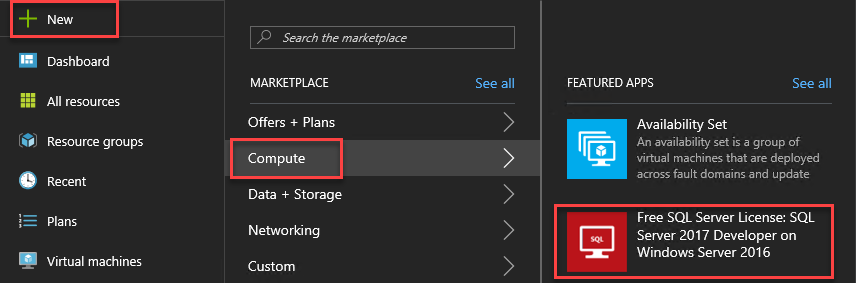 New
Dashboard
All resources
Resource groups
Recent
Plans
Virtual machines
Search the marketplace
MARKETPLACE
See all
Offers + Plans
Compute
Data + Storage
Networking
Custom
FEATURED APPS
See all
Availability Set
An availability set is a group of
virtual machines that are deployed
across fault domains and update
SQL
Free SQL Server License: SQL
Server 2017 Developer on
Windows Server 2016